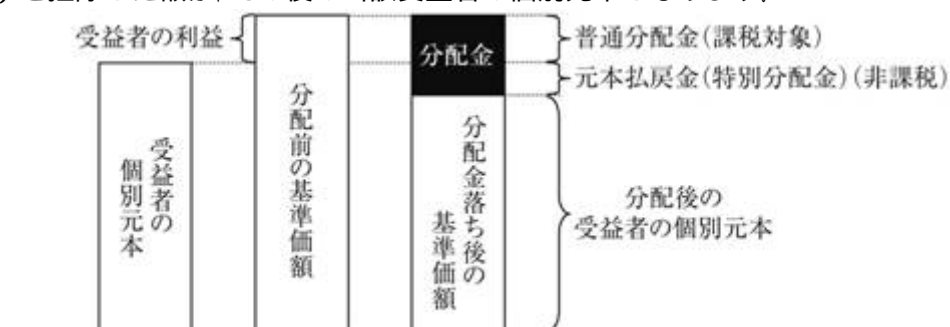 受益者の利益
分配金
普通分配金(課税対象)
元本払戻金(特別分配金)(非課税)
受益者の
個別元本
分配前の基準価額
分配金落ち後の
基準価額
分配後の
受益者の個別元本